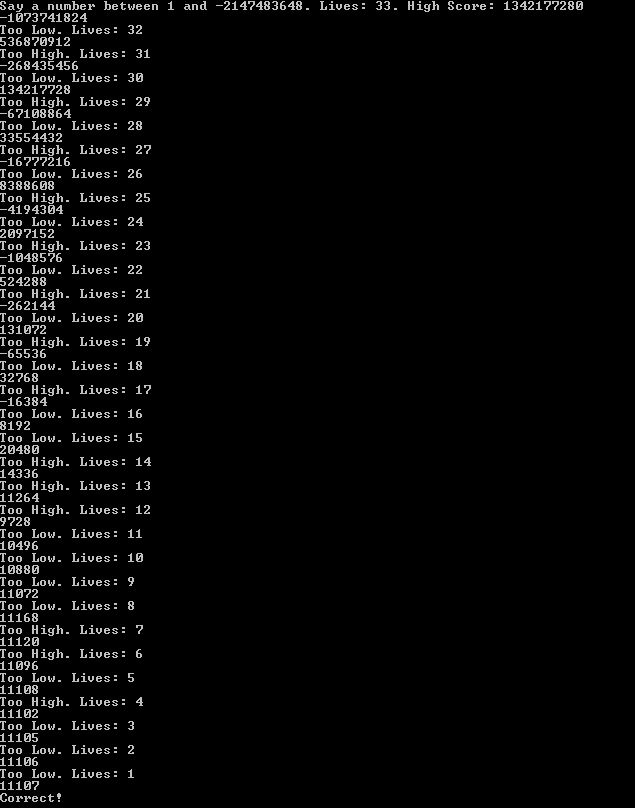 Say a number between 1 and -2147483648. Lives: 33. High Score: 1342177280
-1073741824
Too Low. Lives: 32
536870912
Too High. Lives: 31
-268435456
Too Low. Lives: 30
134217728
Too High. Lives: 29
-67108864
Too Low. Lives: 28
33554432
Too High. Lives: 27
-16777216
Too Low. Lives: 26
8388608
Too High. Lives: 25
-4194304
Too Low. Lives: 24
2097152
Too High. Lives: 23
-1048576
Too Low. Lives: 22
524288
Too High. Lives: 21
-262144
Too Low. Lives: 20
131072
Too High. Lives: 19
-65536
Too Low. Lives: 18
32768
Too High. Lives: 17
-16384
Too Low. Lives: 16
8192
Too Low. Lives: 15
20480
Too High. Lives: 14
14336
Too High. Lives: 13
11264
Too High. Lives: 12
9728
Too Low. Lives: 11
10496
Too Low. Lives: 10
10880
Too Low. Lives: 9
11072
Too Low. Lives: 8
11168
Too High. Lives: 7
11120
Too High. Lives: 6
11096
Too Low. Lives: 5
11108
Too High. Lives: 4
11102
Too Low. Lives: 3
11105
Too Low. Lives: 2
11106
Too Low. Lives: 1
11107
Correct!